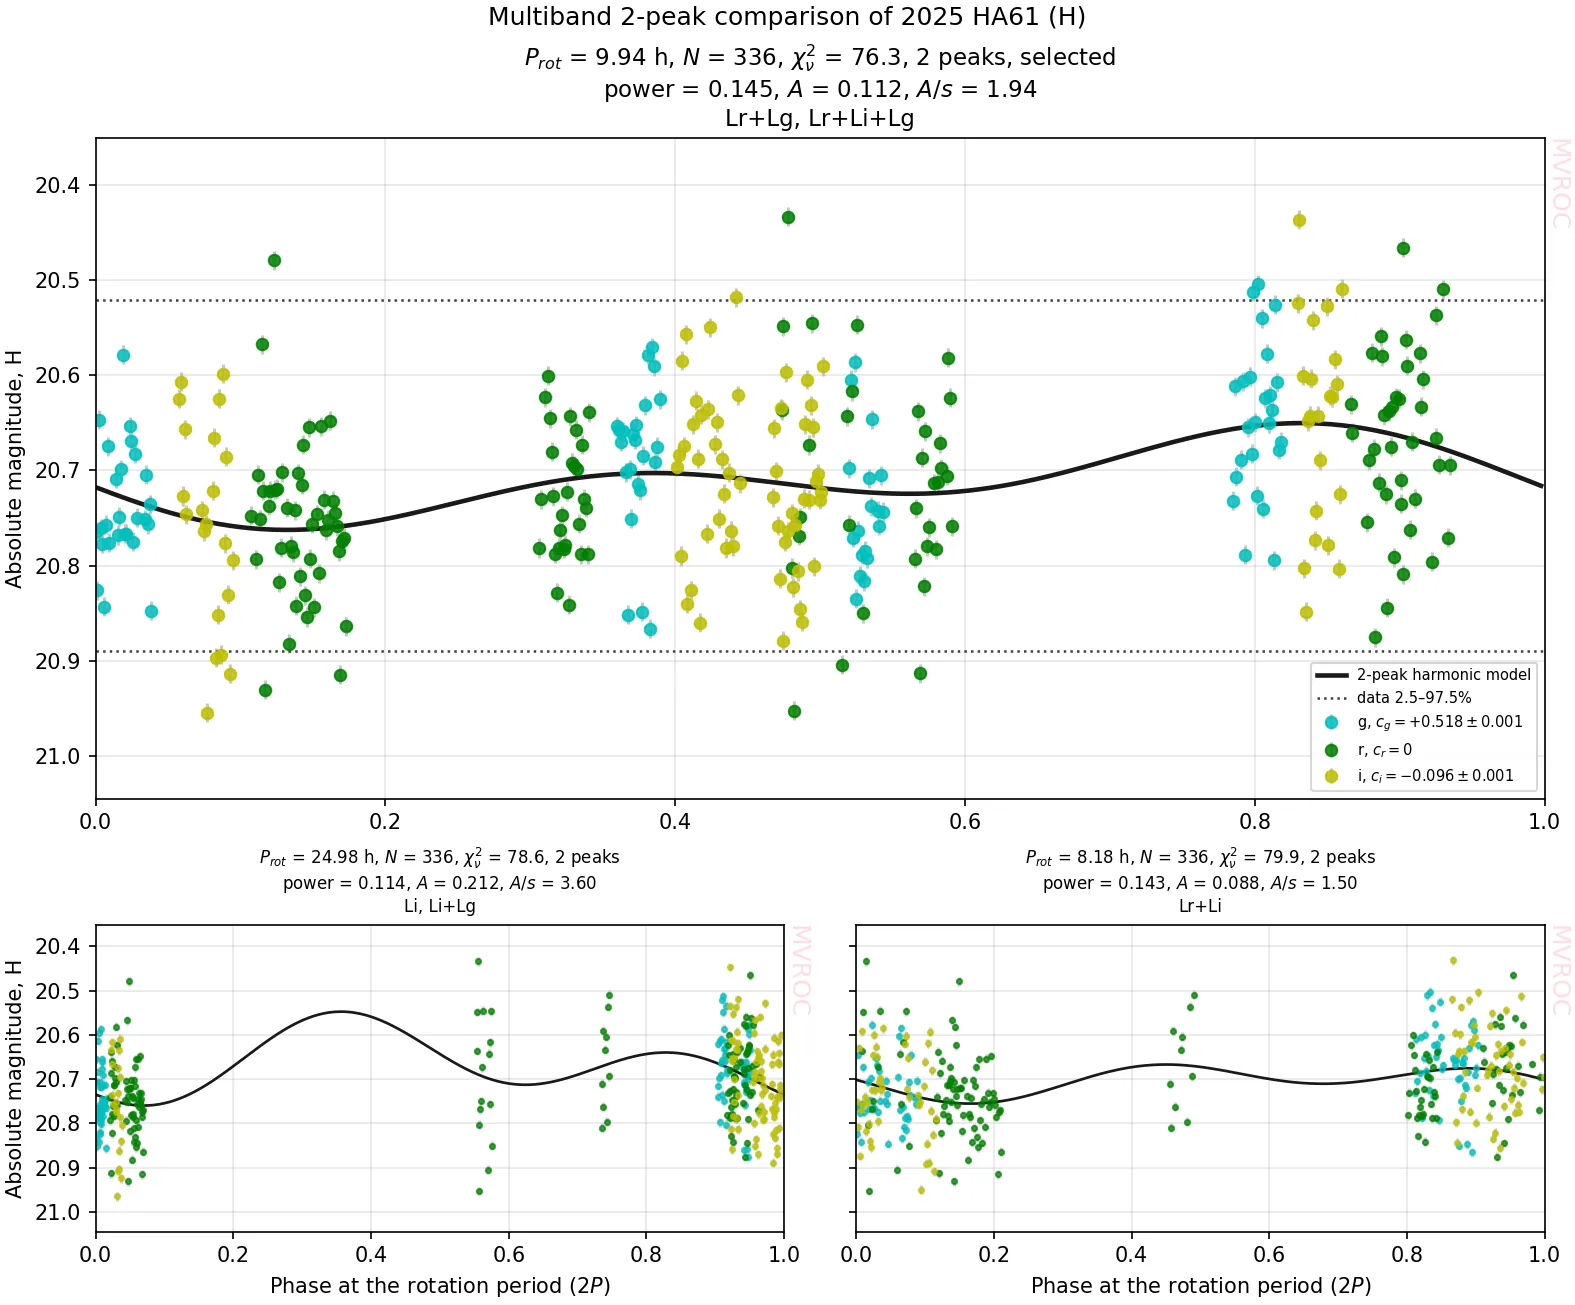 Multiband 2-peak comparison of 2025 HA61 (H)
P_rot = 9.94 h, N = 336, χ²_ν = 76.3, 2 peaks, selected
power = 0.145, A = 0.112, A/s = 1.94
Lr+Lg, Lr+Li+Lg
MVROC
Absolute magnitude, H
20.4
20.5
20.6
20.7
20.8
20.9
21.0
2-peak harmonic model
data 2.5–97.5%
g, c_g = +0.518 ± 0.001
r, c_r = 0
i, c_i = −0.096 ± 0.001
0.0 0.2 0.4 0.6 0.8 1.0
P_rot = 24.98 h, N = 336, χ²_ν = 78.6, 2 peaks
power = 0.114, A = 0.212, A/s = 3.60
Li, Li+Lg
MVROC
Absolute magnitude, H
20.4
20.5
20.6
20.7
20.8
20.9
21.0
0.0 0.2 0.4 0.6 0.8 1.0
Phase at the rotation period (2P)
P_rot = 8.18 h, N = 336, χ²_ν = 79.9, 2 peaks
power = 0.143, A = 0.088, A/s = 1.50
Lr+Li
MVROC
0.0 0.2 0.4 0.6 0.8 1.0
Phase at the rotation period (2P)